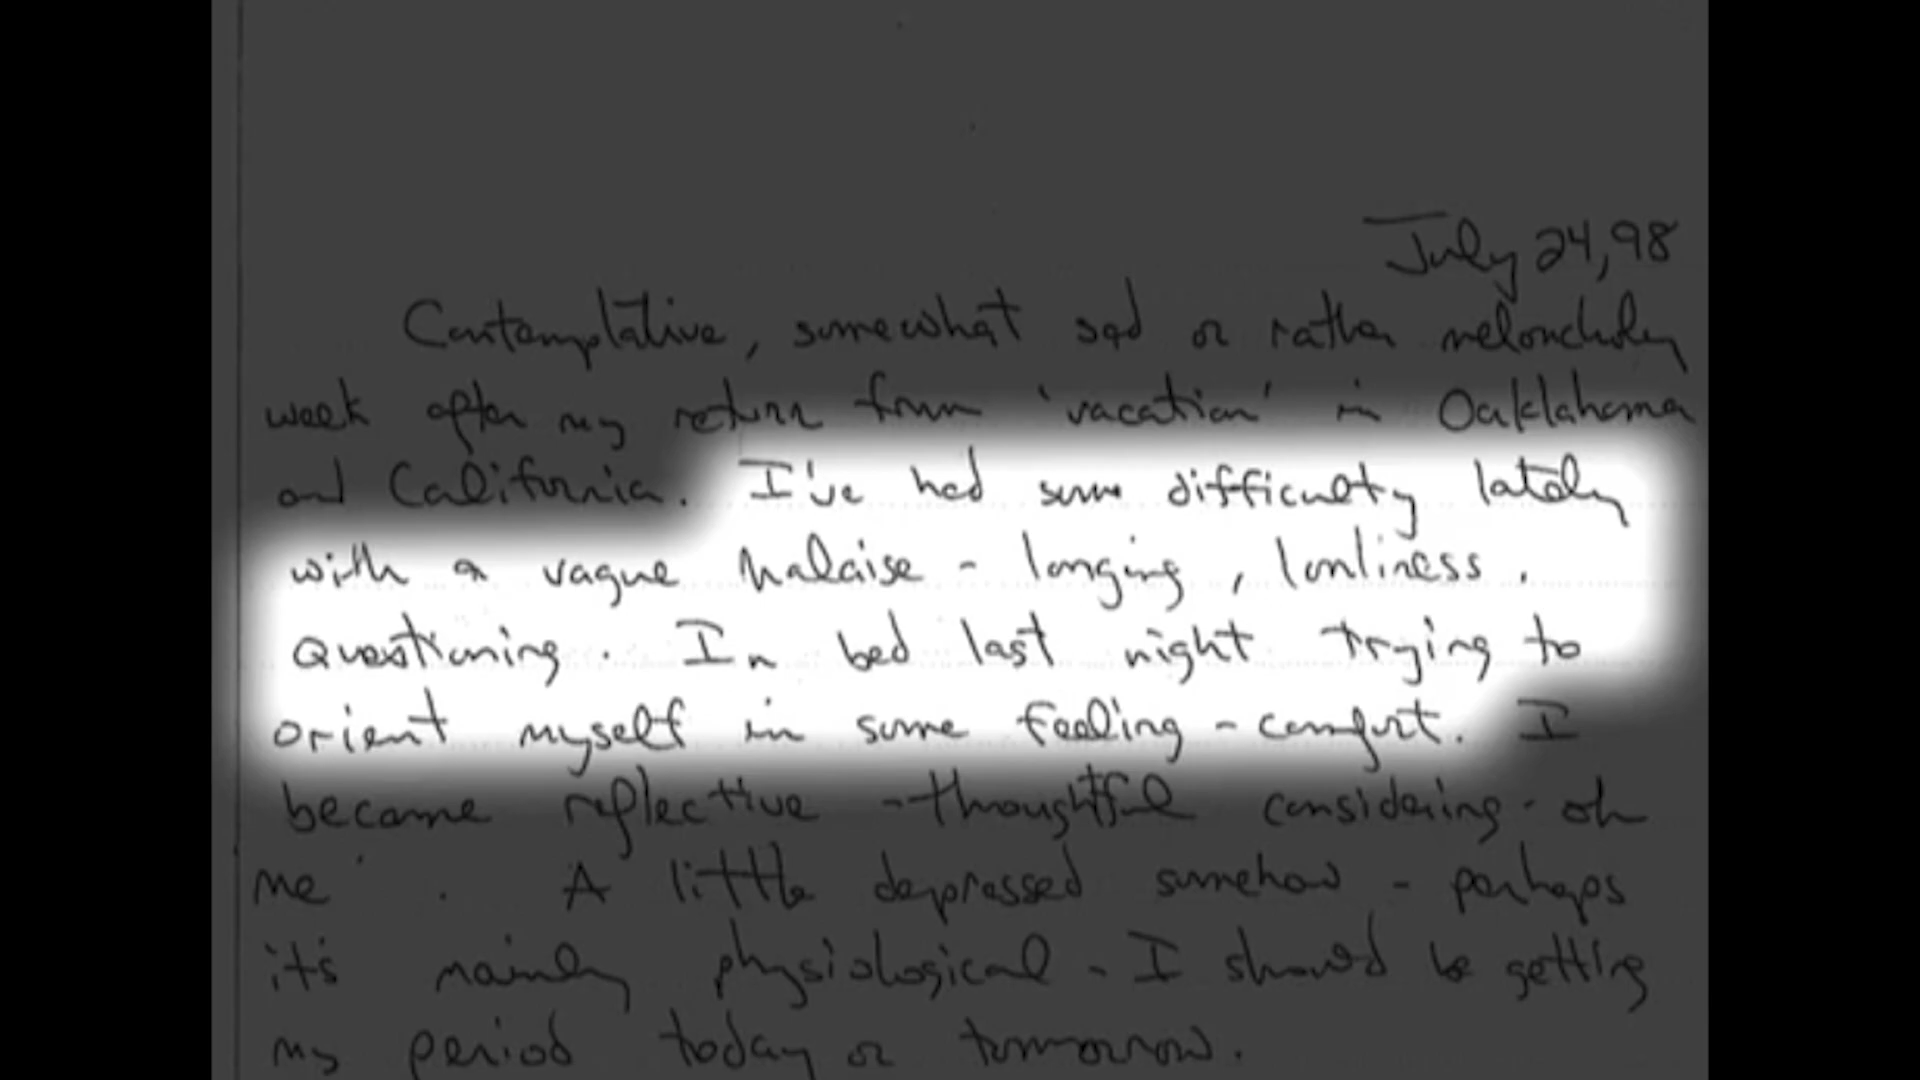 July 24, 98
Contemplative, somewhat sad or rather meloncholy
week after my return from 'vacation' in Oaklahoma
and California. I've had some difficulty lately
with a vague malaise - longing, lonliness,
questioning. In bed last night trying to
orient myself in some feeling - comfort. I
became reflective - thoughtful considering - oh
me. A little depressed somehow - perhaps
it's mainly physiological - I should be getting
my period today or tomorrow.